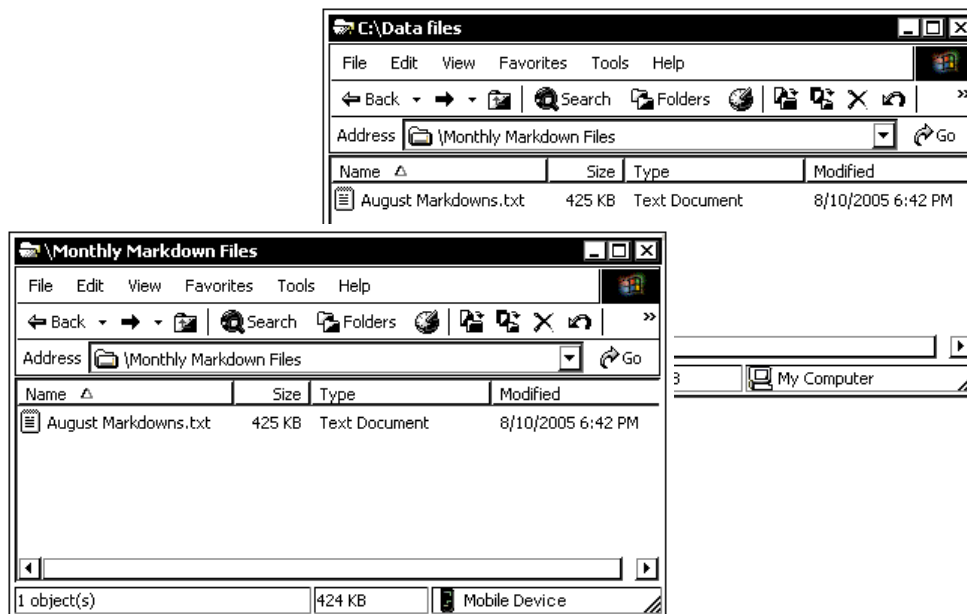 C:\Data files
File Edit View Favorites Tools Help
Back Search Folders »
Address \Monthly Markdown Files Go
Name Size Type Modified
August Markdowns.txt 425 KB Text Document 8/10/2005 6:42 PM
My Computer
\Monthly Markdown Files
File Edit View Favorites Tools Help
Back Search Folders »
Address \Monthly Markdown Files Go
Name Size Type Modified
August Markdowns.txt 425 KB Text Document 8/10/2005 6:42 PM
1 object(s) 424 KB Mobile Device